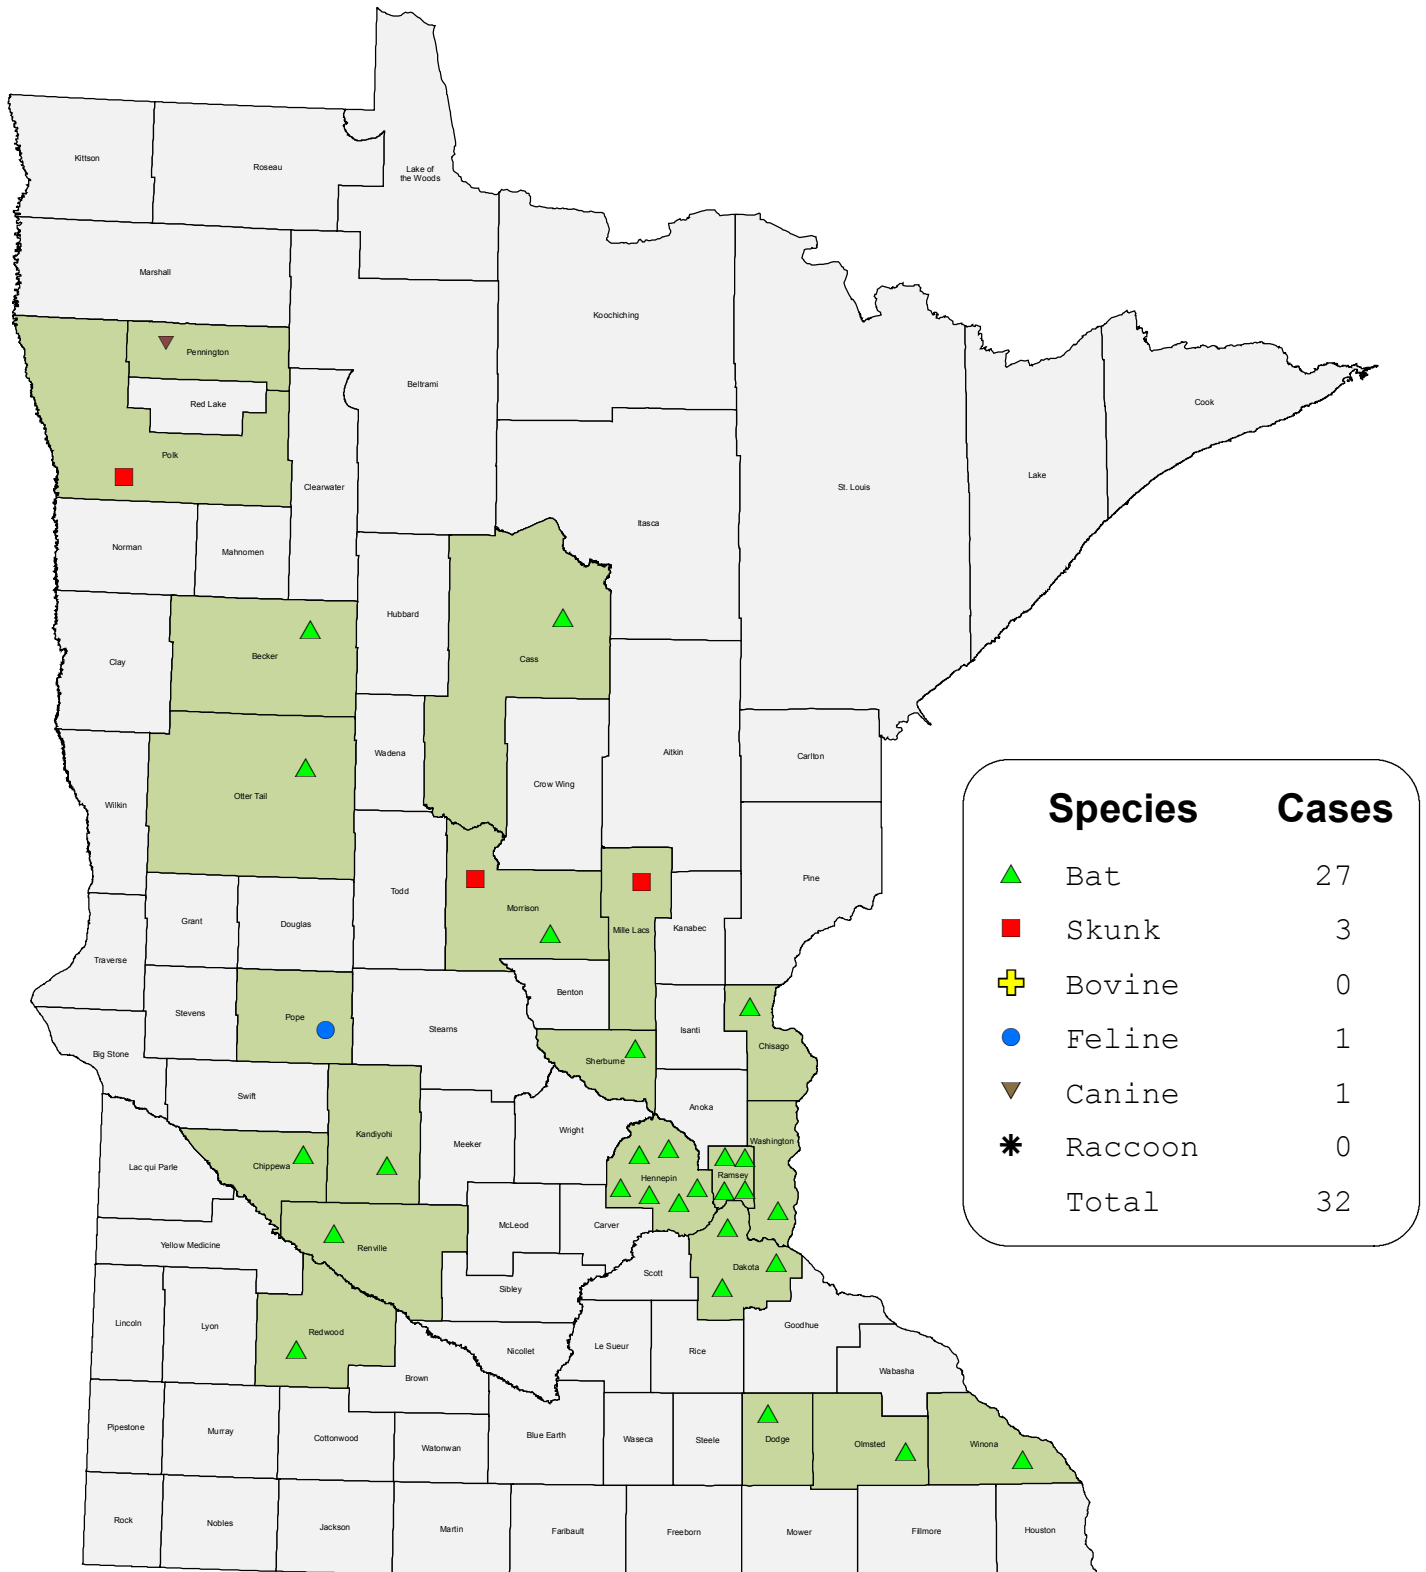 Kittson
Roseau
Lake of
the Woods
Marshall
Koochiching
Pennington
Beltrami
Red Lake
Cook
Polk
Clearwater
St. Louis
Lake
Itasca
Norman
Mahnomen
Hubbard
Clay
Becker
Cass
Wadena
Aitkin
Carlton
Crow Wing
Otter Tail
Wilkin
Species Cases
Bat 27
Skunk 3
Bovine 0
Feline 1
Canine 1
Raccoon 0
Total 32
Todd
Pine
Morrison
Grant
Douglas
Mille Lacs
Kanabec
Traverse
Benton
Stevens
Pope
Stearns
Isanti
Chisago
Big Stone
Sherburne
Swift
Anoka
Kandiyohi
Wright
Meeker
Washington
Lac qui Parle
Chippewa
Hennepin
Ramsey
McLeod
Carver
Yellow Medicine
Renville
Dakota
Scott
Sibley
Lincoln
Lyon
Redwood
Goodhue
Nicollet
Le Sueur
Rice
Brown
Wabasha
Pipestone
Murray
Cottonwood
Watonwan
Blue Earth
Waseca
Steele
Dodge
Olmsted
Winona
Rock
Nobles
Jackson
Martin
Faribault
Freeborn
Mower
Fillmore
Houston